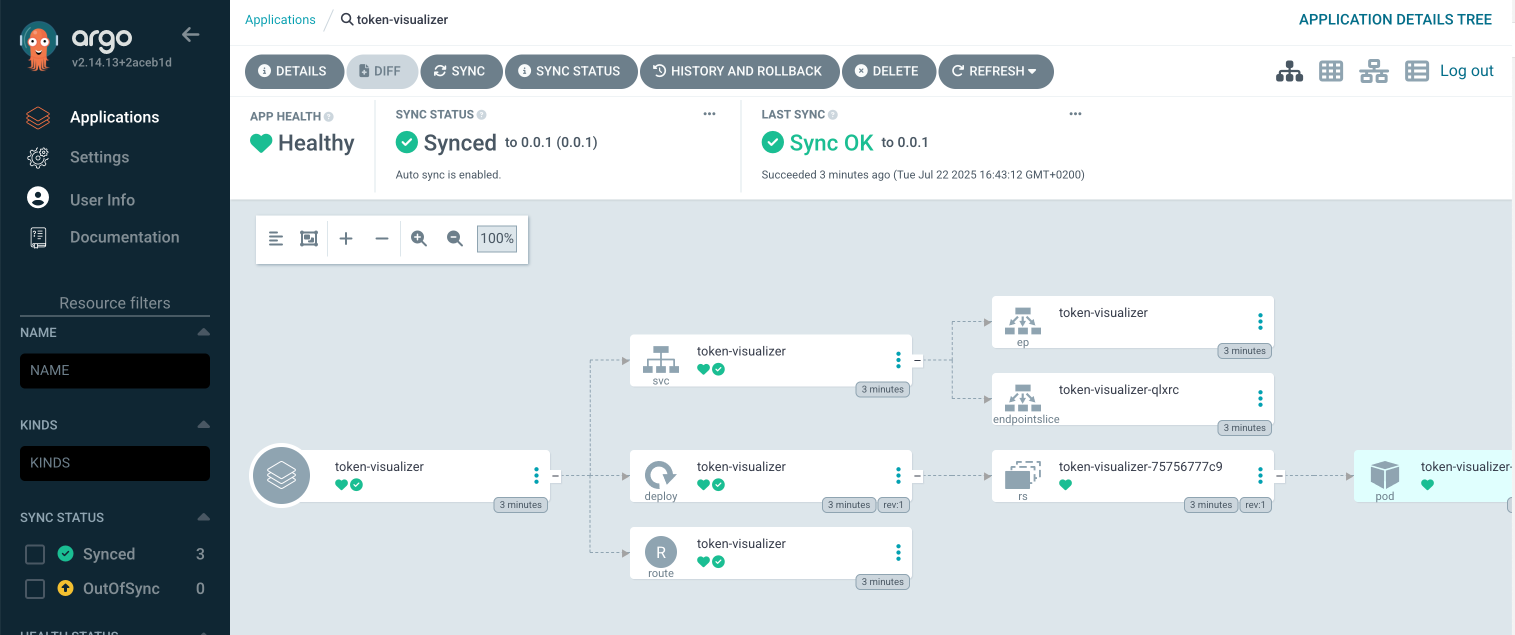 argo
v2.14.13+2aceb1d
Applications
Settings
User Info
Documentation
Resource filters
NAME
NAME
KINDS
KINDS
SYNC STATUS
Synced 3
OutOfSync 0
HEALTH STATUS
Applications / token-visualizer
APPLICATION DETAILS TREE
DETAILS DIFF SYNC SYNC STATUS HISTORY AND ROLLBACK DELETE REFRESH
Log out
APP HEALTH
Healthy
SYNC STATUS
Synced to 0.0.1 (0.0.1)
Auto sync is enabled.
LAST SYNC
Sync OK to 0.0.1
Succeeded 3 minutes ago (Tue Jul 22 2025 16:43:12 GMT+0200)
100%
token-visualizer
3 minutes
token-visualizer
svc
3 minutes
token-visualizer
deploy
3 minutes rev:1
token-visualizer
R
route
3 minutes
token-visualizer
ep
3 minutes
token-visualizer-qlxrc
endpointslice
3 minutes
token-visualizer-75756777c9
rs
3 minutes rev:1
token-visualizer-
pod